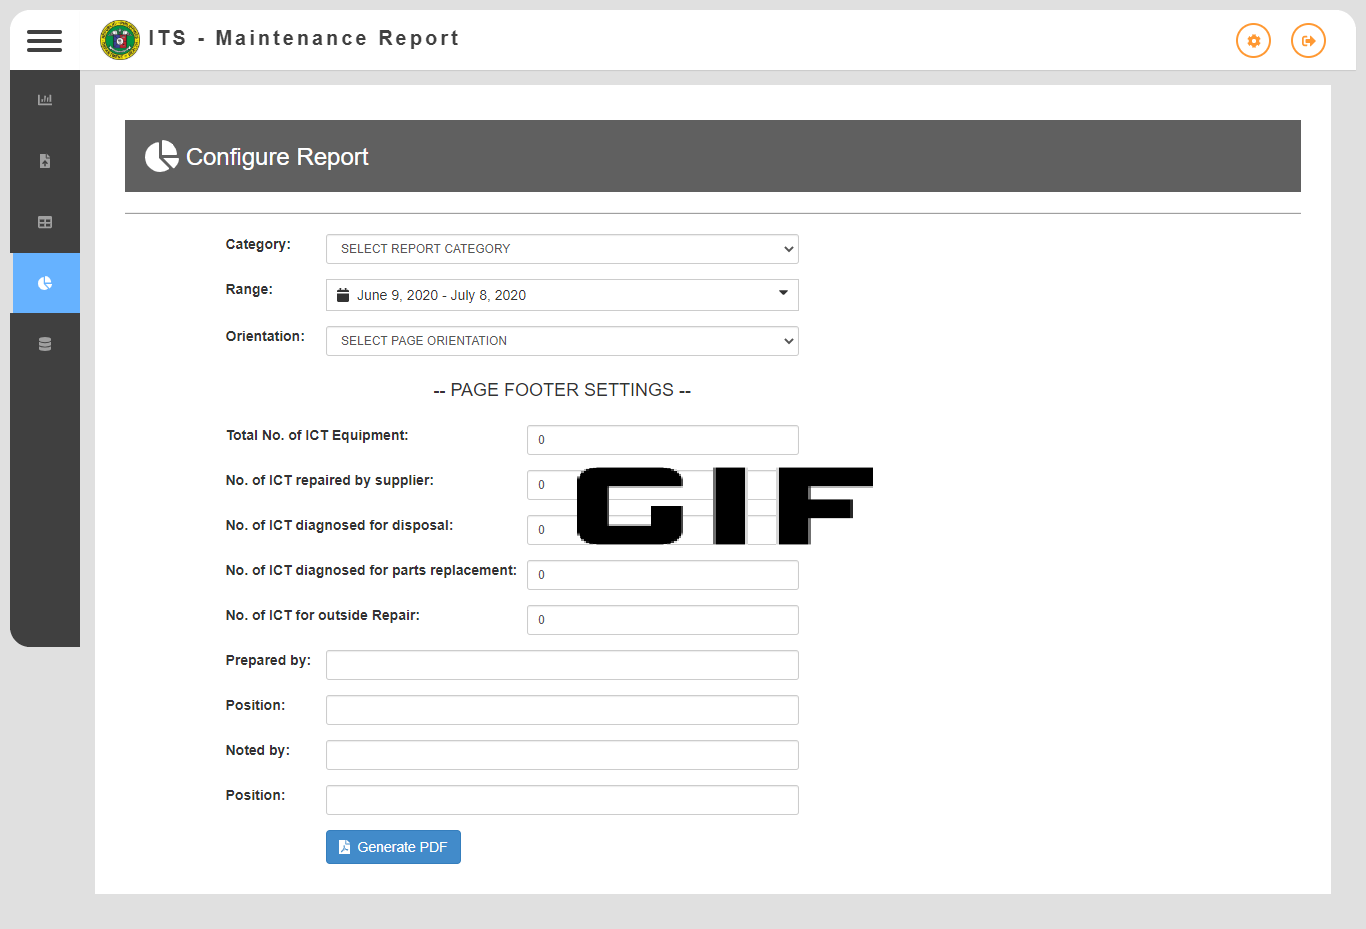 ITS - Maintenance Report
Configure Report
Category: SELECT REPORT CATEGORY
Range: June 9, 2020 - July 8, 2020
Orientation: SELECT PAGE ORIENTATION
-- PAGE FOOTER SETTINGS --
Total No. of ICT Equipment: 0
No. of ICT repaired by supplier: 0
GIF
No. of ICT diagnosed for disposal: 0
No. of ICT diagnosed for parts replacement: 0
No. of ICT for outside Repair: 0
Prepared by:
Position:
Noted by:
Position:
Generate PDF